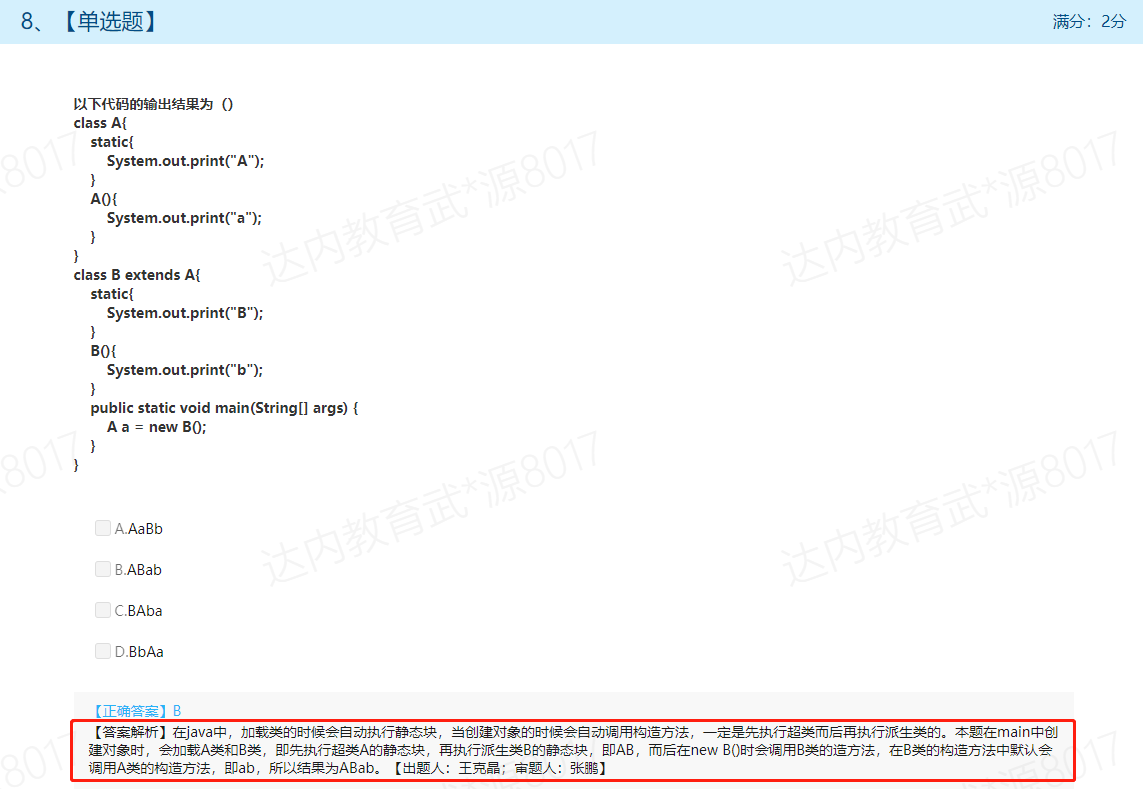 8、【单选题】
满分：2分
以下代码的输出结果为（）
class A{
static{
System.out.print("A");
}
A(){
System.out.print("a");
}
}
class B extends A{
static{
System.out.print("B");
}
B(){
System.out.print("b");
}
public static void main(String[] args) {
A a = new B();
}
}
A.AaBb
B.ABab
C.BAba
D.BbAa
【正确答案】B
【答案解析】在java中，加载类的时候会自动执行静态块，当创建对象的时候会自动调用构造方法，一定是先执行超类而后再执行派生类的。本题在main中创
建对象时，会加载A类和B类，即先执行超类A的静态块，再执行派生类B的静态块，即AB，而后在new B()时会调用B类的造方法，在B类的构造方法中默认会
调用A类的构造方法，即ab，所以结果为ABab。【出题人：王克晶；审题人：张鹏】
达内教育武*源8017
达内教育武*源8017
达内教育武*源8017
达内教育武*源8017